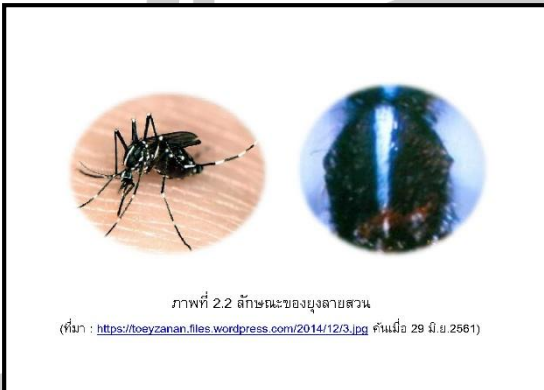 ภาพที่ 2.2 ลักษณะของยุงลายสวน
(ที่มา : https://toeyzanan.files.wordpress.com/2014/12/3.jpg ค้นเมื่อ 29 มิ.ย.2561)